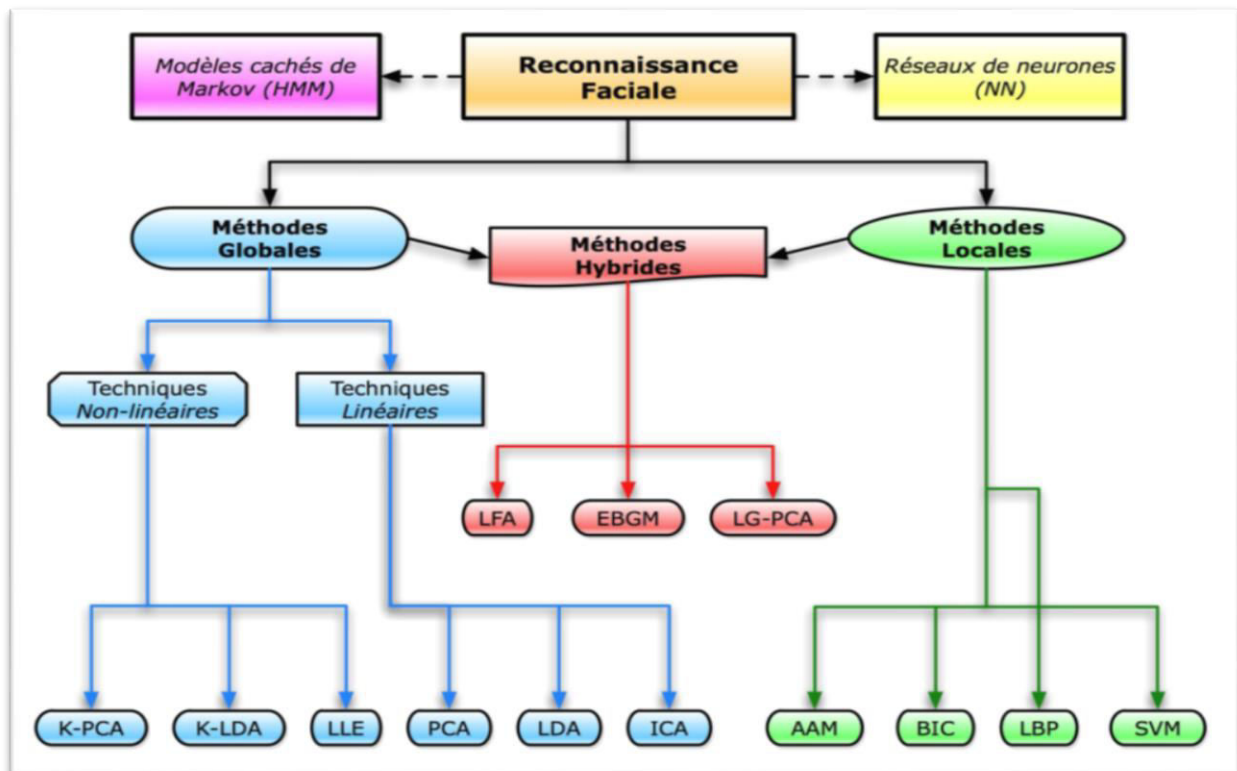 Modèles cachés de
Markov (HMM)
Reconnaissance
Faciale
Réseaux de neurones
(NN)
Méthodes
Globales
Méthodes
Hybrides
Méthodes
Locales
Techniques
Non-linéaires
Techniques
Linéaires
LFA
EBGM
LG-PCA
K-PCA
K-LDA
LLE
PCA
LDA
ICA
AAM
BIC
LBP
SVM